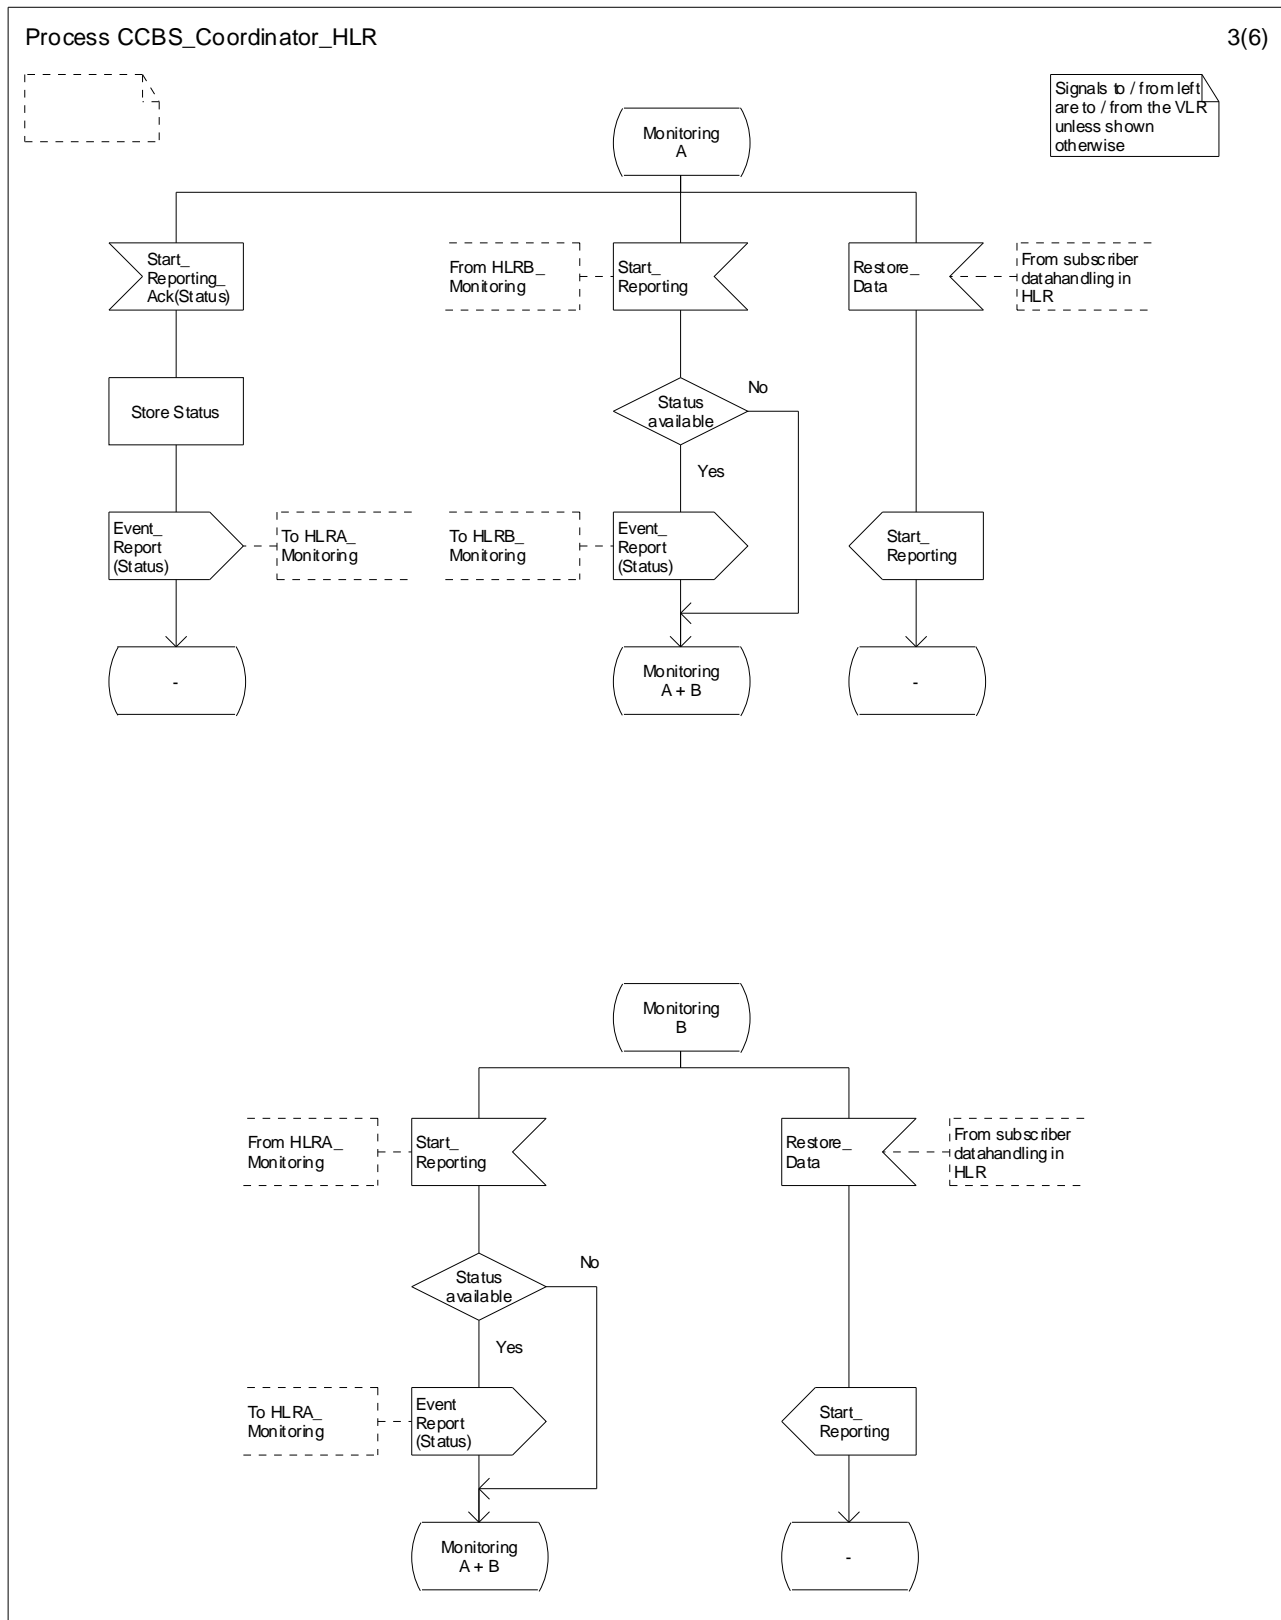 Process CCBS_Coordinator_HLR
3(6)
Signals to / from left
are to / from the VLR
unless shown
otherwise
Monitoring
A
Start_
Reporting_
Ack(Status)
From HLRB_
Monitoring
Start_
Reporting
Restore_
Data
From subscriber
datahandling in
HLR
Store Status
Status
available
No
Yes
Event_
Report
(Status)
To HLRA_
Monitoring
To HLRB_
Monitoring
Event_
Report
(Status)
Start_
Reporting
-
Monitoring
A + B
-
Monitoring
B
From HLRA_
Monitoring
Start_
Reporting
Restore_
Data
From subscriber
datahandling in
HLR
Status
available
No
Yes
To HLRA_
Monitoring
Event
Report
(Status)
Start_
Reporting
Monitoring
A + B
-